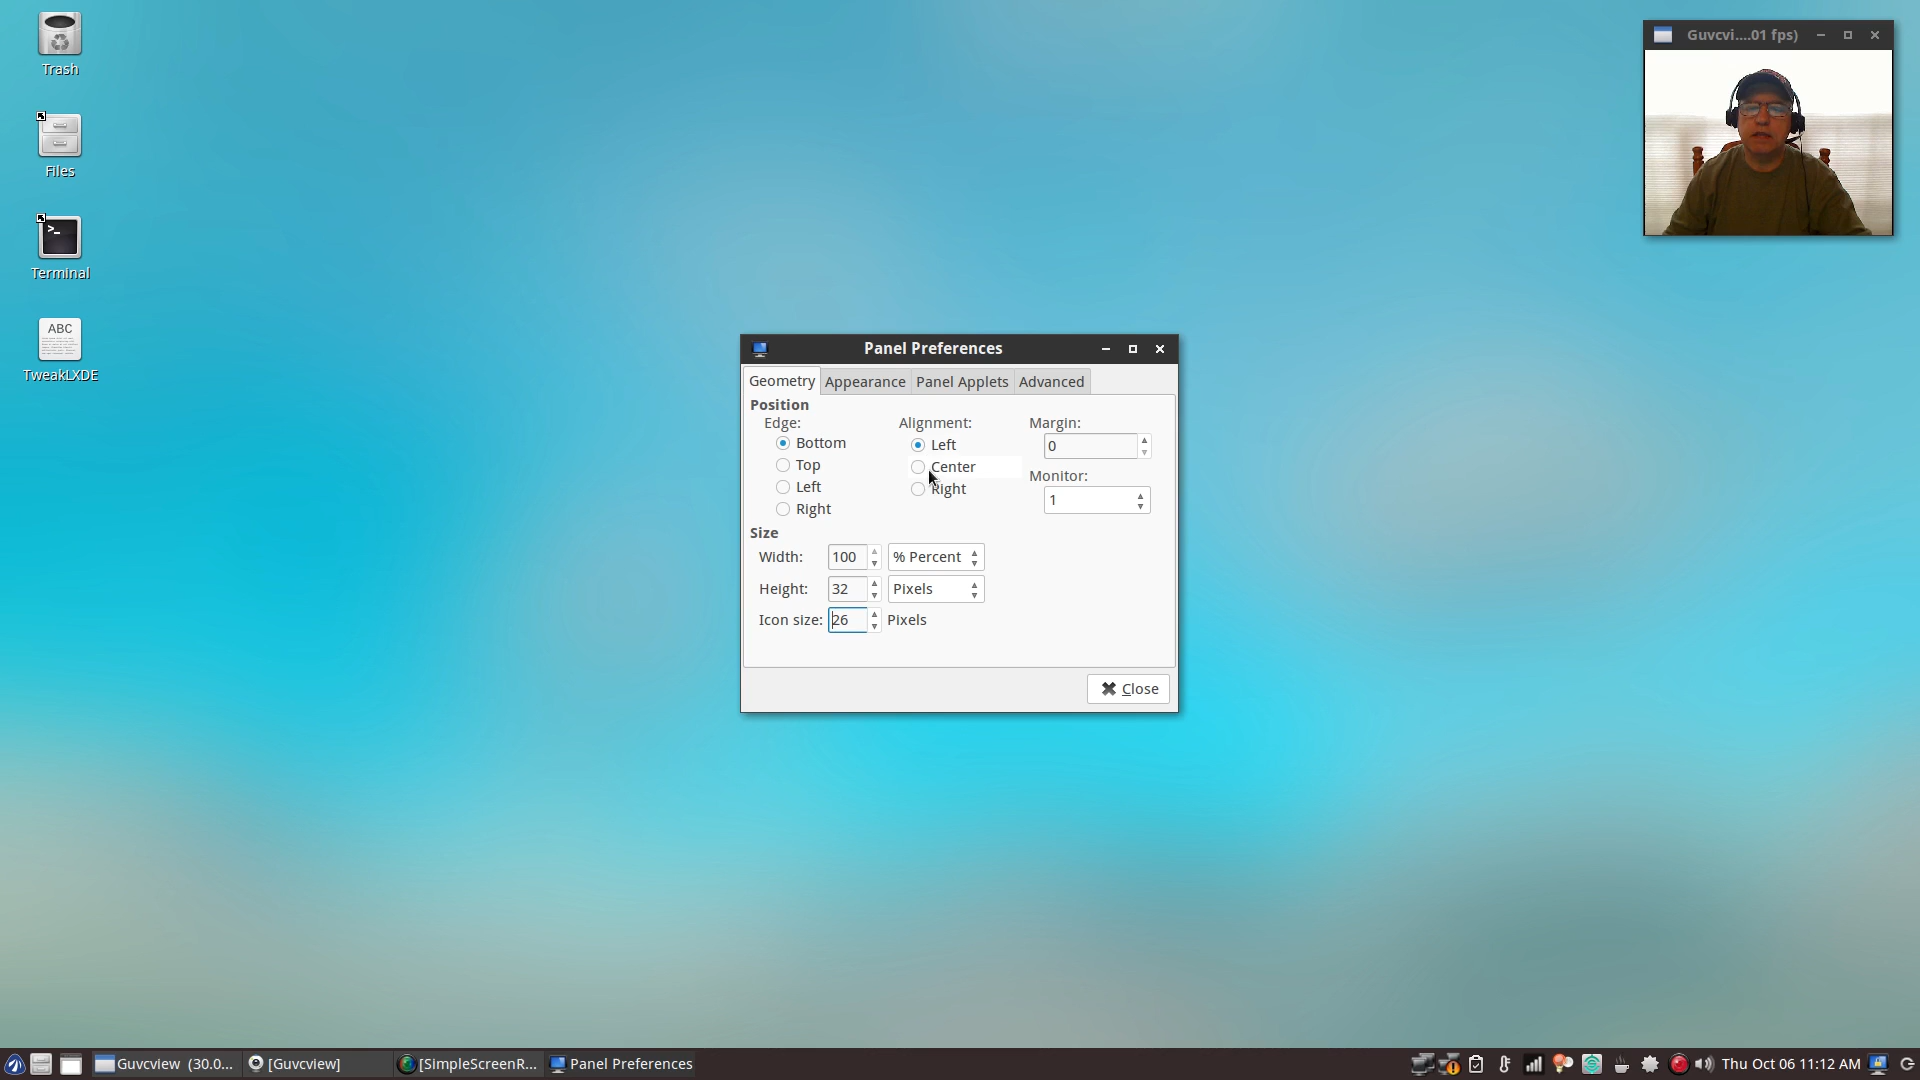 Trash
Files
Terminal
ABC
TweakLXDE
Guvcvi....01 fps)
Panel Preferences
Geometry Appearance Panel Applets Advanced
Position
Edge: Alignment: Margin:
Bottom Left 0
Top Center
Left Right Monitor:
Right 1
Size
Width: 100 % Percent
Height: 32 Pixels
Icon size: 26 Pixels
Close
Guvcview (30.0... [Guvcview] [SimpleScreenR... Panel Preferences Thu Oct 06 11:12 AM